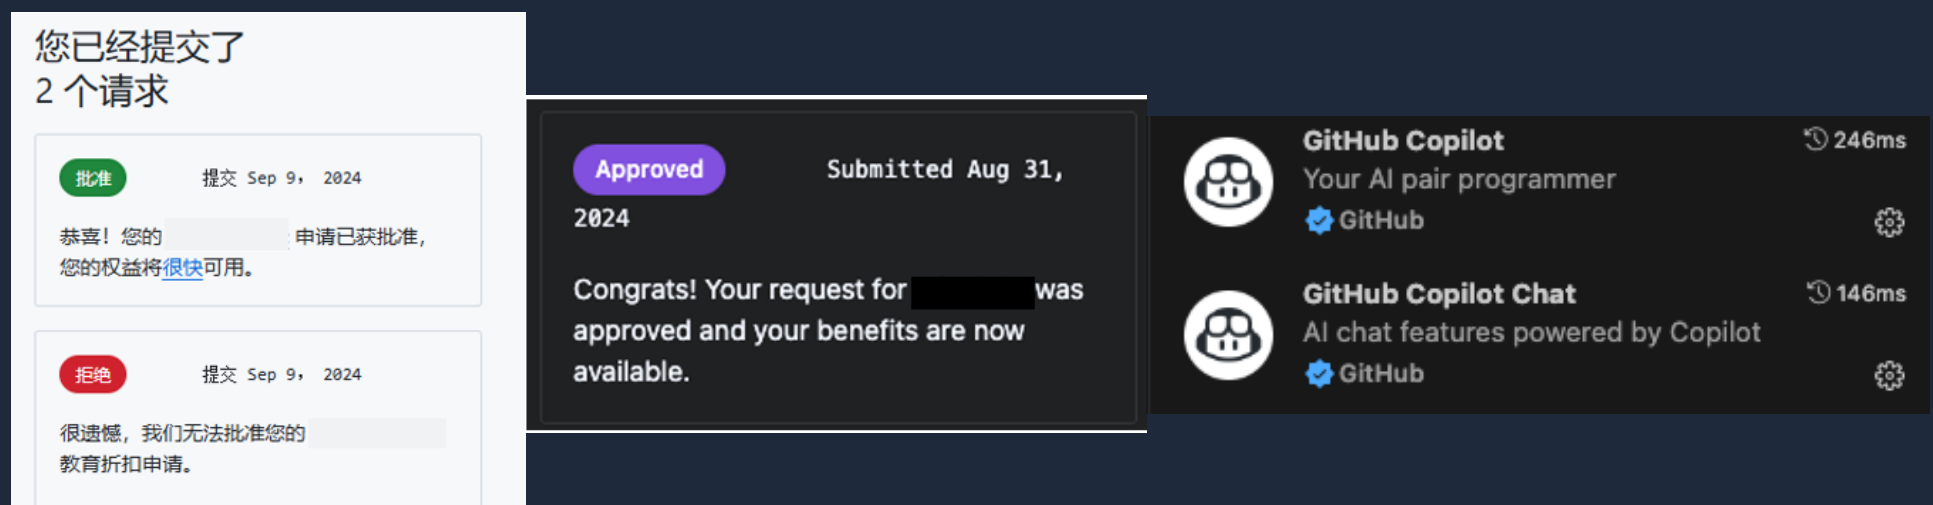 您已经提交了
2 个请求
批准 提交 Sep 9， 2024
恭喜！您的 申请已获批准，
您的权益将很快可用。
拒绝 提交 Sep 9， 2024
很遗憾，我们无法批准您的
教育折扣申请。
Approved Submitted Aug 31,
2024
Congrats! Your request for was
approved and your benefits are now
available.
GitHub Copilot 246ms
Your AI pair programmer
GitHub
GitHub Copilot Chat 146ms
AI chat features powered by Copilot
GitHub